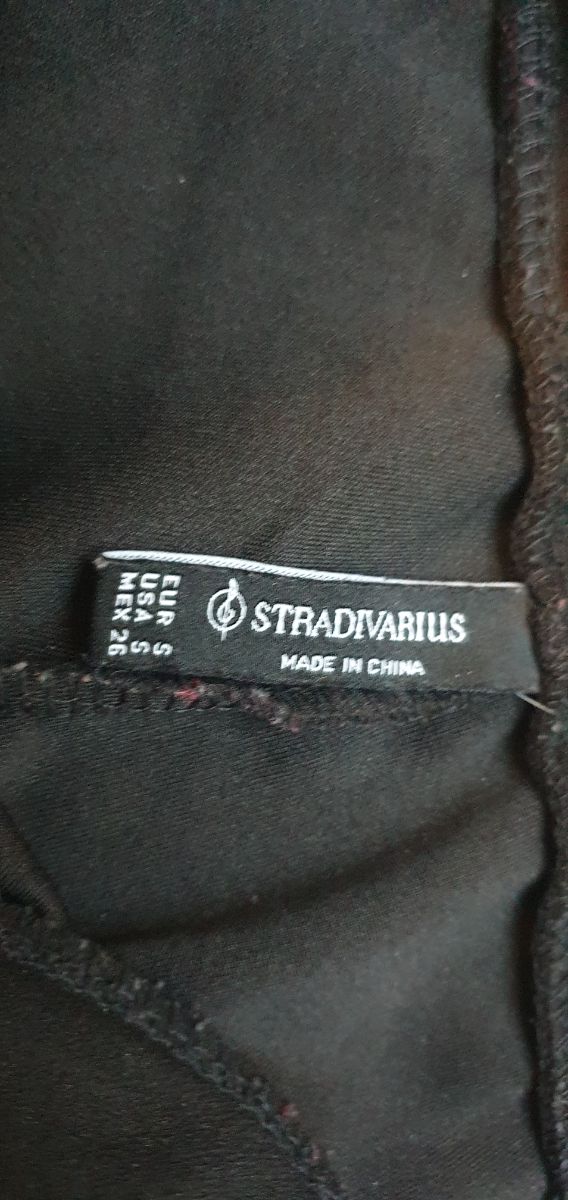 STRADIVARIUS
MADE IN CHINA
EUR S
USA S
MEX 26